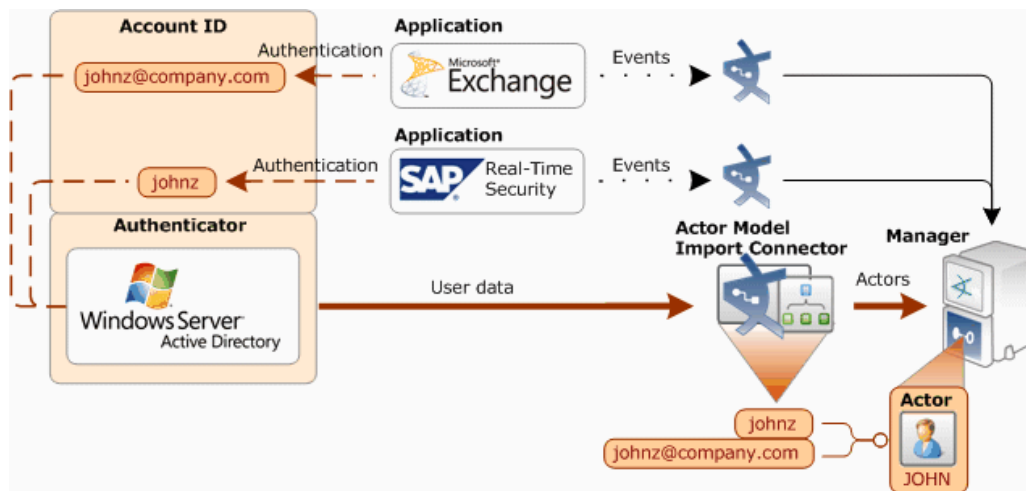 Account ID
Application
Authentication
Microsoft®
Exchange
Events
johnz@company.com
Application
Authentication
SAP
Real-Time
Security
Events
johnz
Authenticator
Windows Server
Active Directory
User data
Actor Model
Import Connector
Actors
Manager
johnz
johnz@company.com
Actor
JOHN